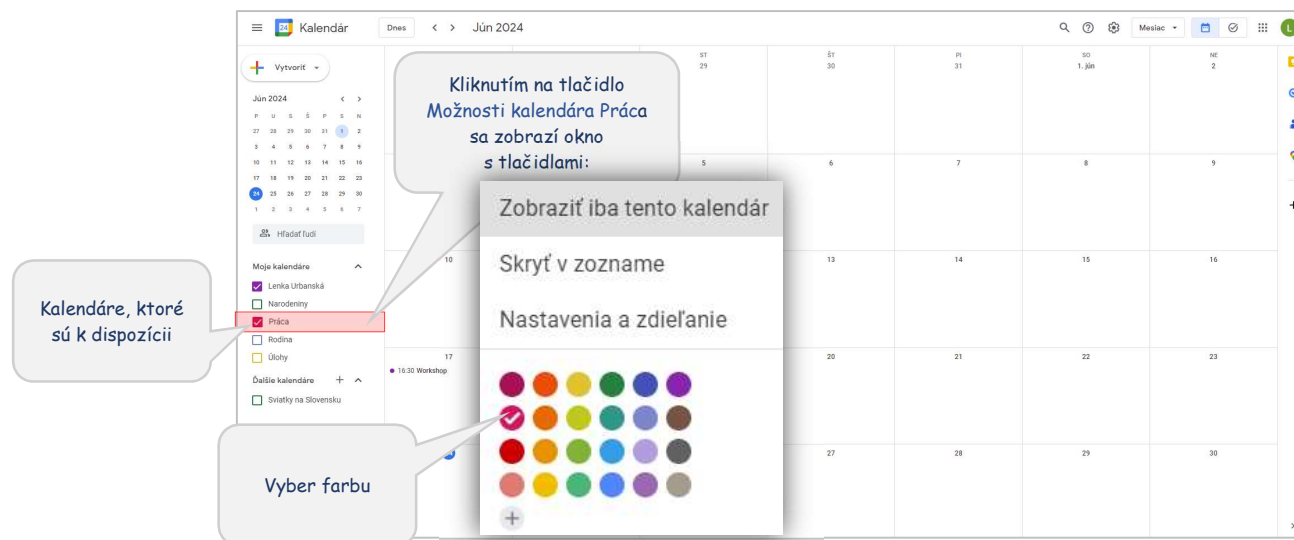 24 Kalendár Dnes Jún 2024 Mesiac L
Vytvoriť
Jún 2024
P U S Š P S N
27 28 29 30 31 1 2
3 4 5 6 7 8 9
10 11 12 13 14 15 16
17 18 19 20 21 22 23
24 25 26 27 28 29 30
1 2 3 4 5 6 7
Hľadať ľudí
Moje kalendáre
Lenka Urbanská
Narodeniny
Práca
Rodina
Úlohy
Ďalšie kalendáre +
Sviatky na Slovensku
Kalendáre, ktoré
sú k dispozícii
Kliknutím na tlačidlo
Možnosti kalendára Práca
sa zobrazí okno
s tlačidlami:
Zobraziť iba tento kalendár
Skryť v zozname
Nastavenia a zdieľanie
Vyber farbu
ST ŠT PI SO NE
29 30 31 1. jún 2
5 6 7 8 9
10 13 14 15 16
17 20 21 22 23
16:30 Workshop
27 28 29 30